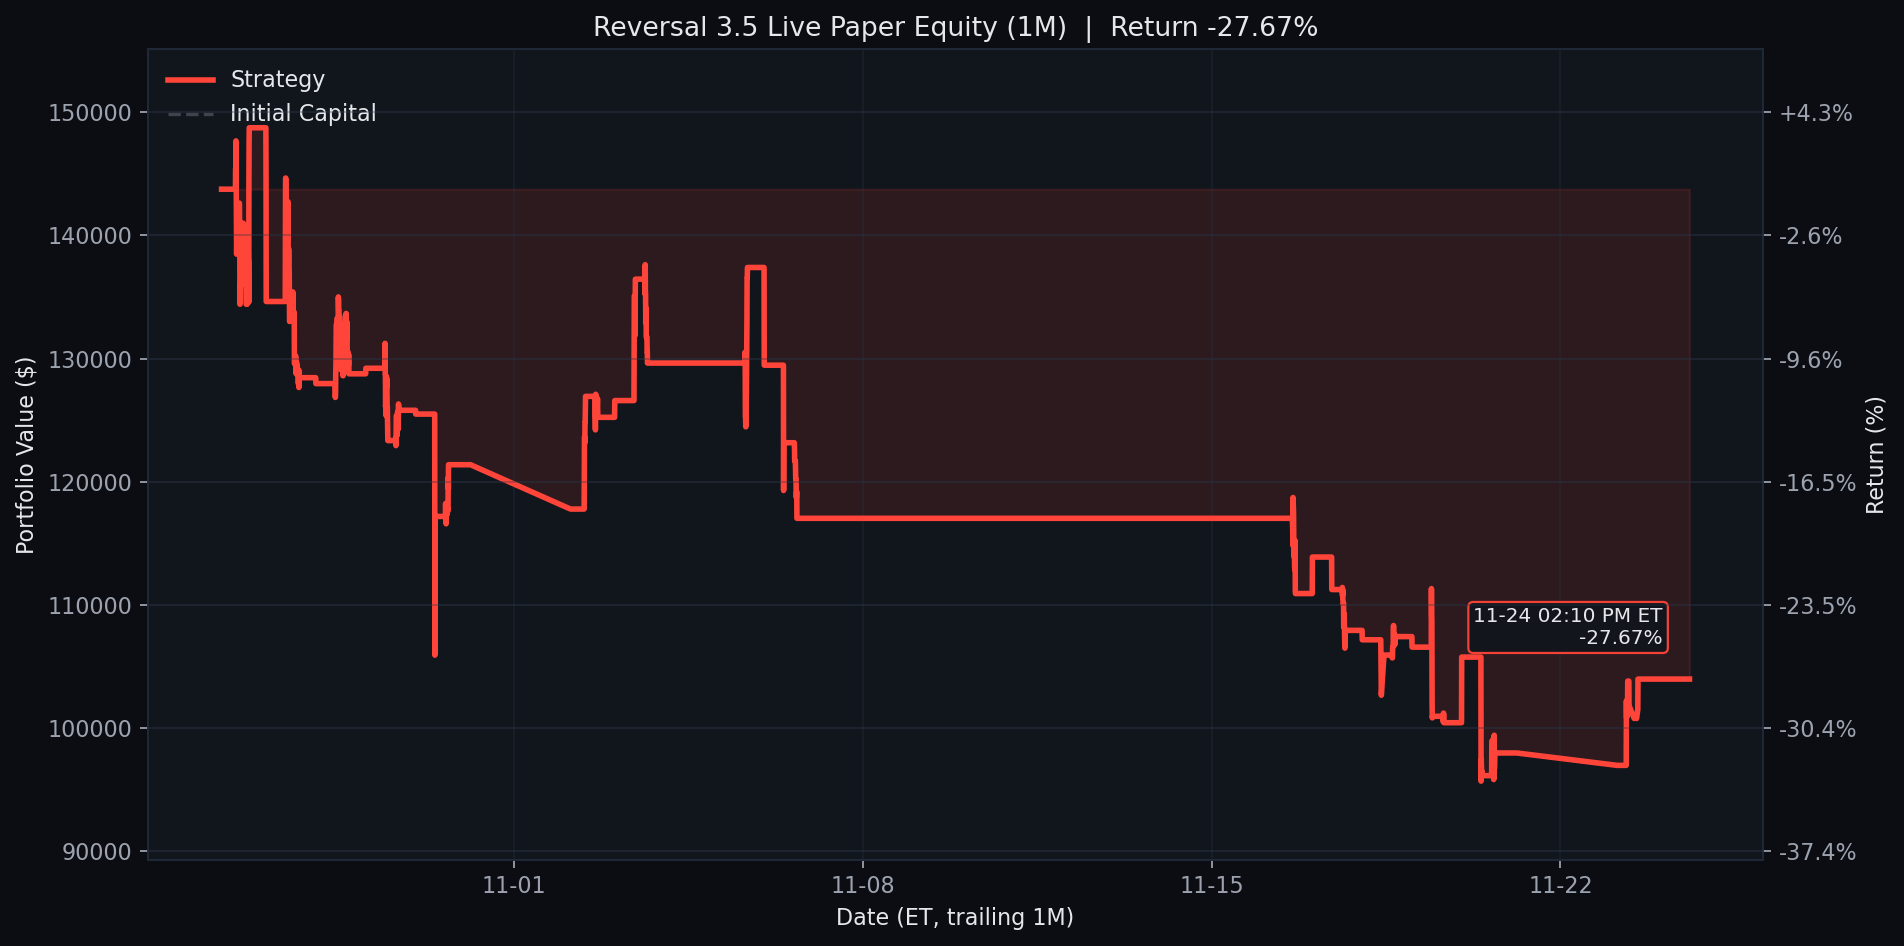 Reversal 3.5 Live Paper Equity (1M)  |  Return -27.67%
Strategy
Initial Capital
Portfolio Value ($)
150000
140000
130000
120000
110000
100000
90000
+4.3%
-2.6%
-9.6%
-16.5%
-23.5%
-30.4%
-37.4%
Return (%)
11-24 02:10 PM ET
-27.67%
11-01
11-08
11-15
11-22
Date (ET, trailing 1M)